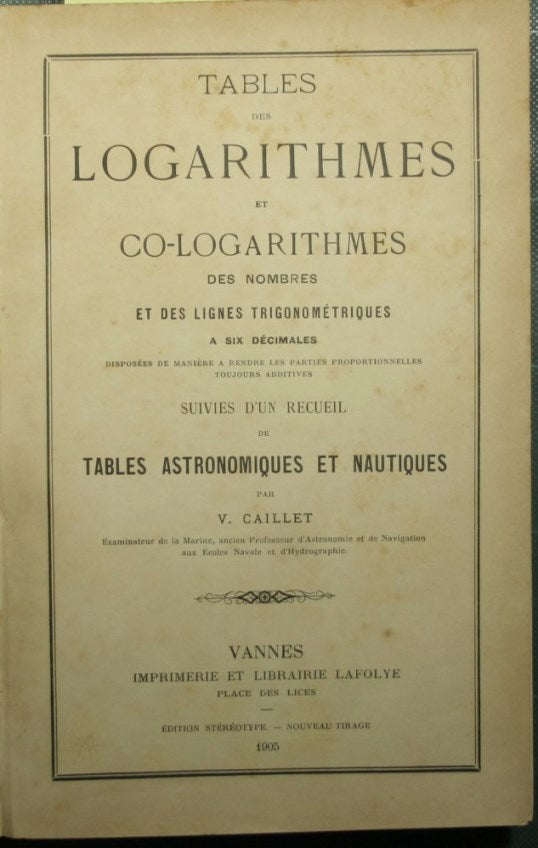 TABLES
DES
LOGARITHMES
ET
CO-LOGARITHMES
DES NOMBRES
ET DES LIGNES TRIGONOMÉTRIQUES
A SIX DÉCIMALES
DISPOSÉES DE MANIÈRE A RENDRE LES PARTIES PROPORTIONNELLES
TOUJOURS ADDITIVES
SUIVIES D'UN RECUEIL
DE
TABLES ASTRONOMIQUES ET NAUTIQUES
PAR
V. CAILLET
Examinateur de la Marine, ancien Professeur d'Astronomie et de Navigation
aux Ecoles Navale et d'Hydrographie.
VANNES
IMPRIMERIE ET LIBRAIRIE LAFOLYE
PLACE DES LICES
ÉDITION STÉRÉOTYPE. — NOUVEAU TIRAGE
1905